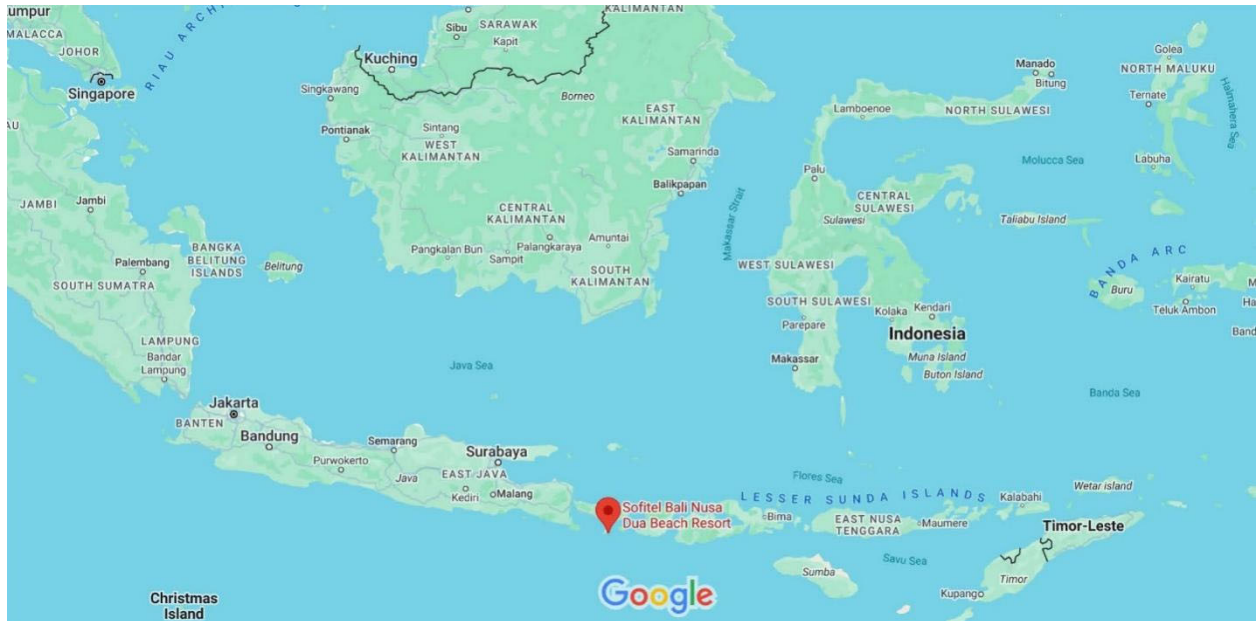 umpur
MALACCA
JOHOR
RIAU ARCHI
Singapore
AU
KALIMANTAN
SARAWAK
Sibu
Kapit
Kuching
Singkawang
Borneo
Pontianak
Sintang
WEST
KALIMANTAN
EAST
KALIMANTAN
Samarinda
Balikpapan
CENTRAL
KALIMANTAN
Pangkalan Bun
Palangkaraya
Sampit
Amuntai
SOUTH
KALIMANTAN
Makassar Strait
Manado
Bitung
Lamboenoe
NORTH SULAWESI
Golea
NORTH MALUKU
Ternate
Halmahera Sea
Molucca Sea
Labuha
Palu
CENTRAL
SULAWESI
Sulawesi
Taliabu Island
WEST SULAWESI
SOUTH SULAWESI
Parepare
Kolaka
Kendari
Indonesia
Muna Island
Buton Island
Makassar
BANDA ARC
Buru
Kairatu
Teluk Ambon
M
Ha
Band
Banda Sea
JAMBI
Jambi
BANGKA
BELITUNG
ISLANDS
Belitung
Palembang
SOUTH SUMATRA
LAMPUNG
Bandar
Lampung
Java Sea
Jakarta
BANTEN
Bandung
Purwokerto
Semarang
Java
Surabaya
EAST JAVA
Kediri
Malang
Flores Sea
LESSER SUNDA ISLANDS
Sofitel Bali Nusa
Dua Beach Resort
Bima
EAST NUSA
TENGGARA
Maumere
Kalabahi
Wetar island
Timor-Leste
Savu Sea
Sumba
Timor
Kupang
Christmas
Island
Google